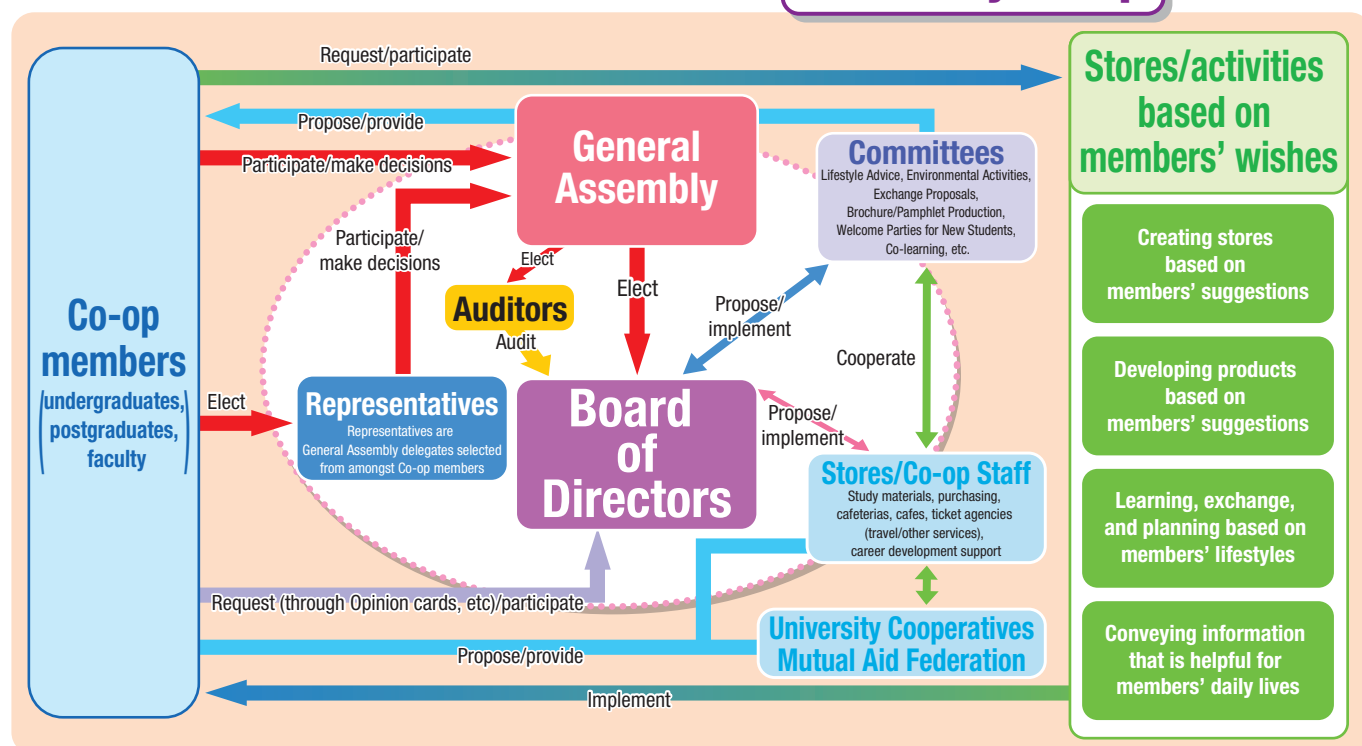 Request/participate
Propose/provide
Participate/make decisions
Participate/
make decisions
Elect
Co-op
members
(undergraduates,
postgraduates,
faculty)
General
Assembly
Elect
Elect
Auditors
Audit
Representatives
Representatives are
General Assembly delegates selected
from amongst Co-op members
Board
of
Directors
Committees
Lifestyle Advice, Environmental Activities,
Exchange Proposals,
Brochure/Pamphlet Production,
Welcome Parties for New Students,
Co-learning, etc.
Propose/
implement
Cooperate
Propose/
implement
Stores/Co-op Staff
Study materials, purchasing,
cafeterias, cafes, ticket agencies
(travel/other services),
career development support
University Cooperatives
Mutual Aid Federation
Request (through Opinion cards, etc)/participate
Propose/provide
Implement
Stores/activities
based on
members’ wishes
Creating stores
based on
members’ suggestions
Developing products
based on
members’ suggestions
Learning, exchange,
and planning based on
members’ lifestyles
Conveying information
that is helpful for
members’ daily lives